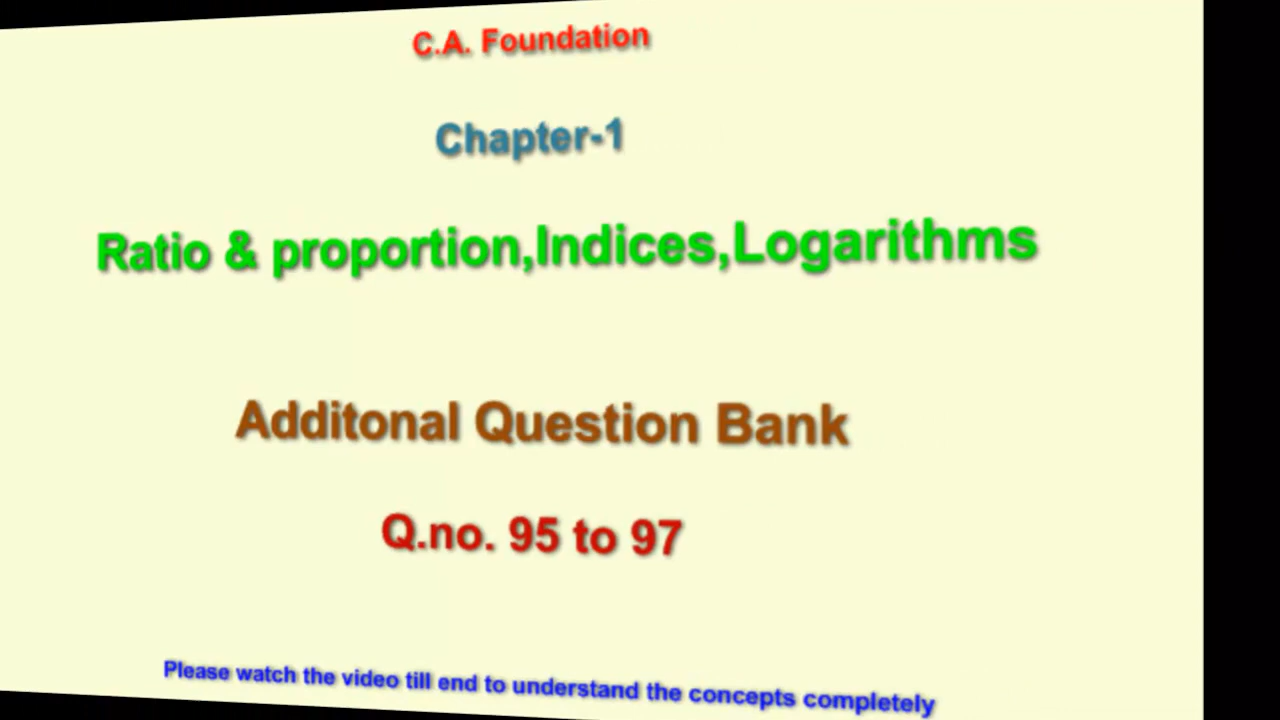 C.A. Foundation
Chapter-1
Ratio & proportion,Indices,Logarithms
Additonal Question Bank
Q.no. 95 to 97
Please watch the video till end to understand the concepts completely